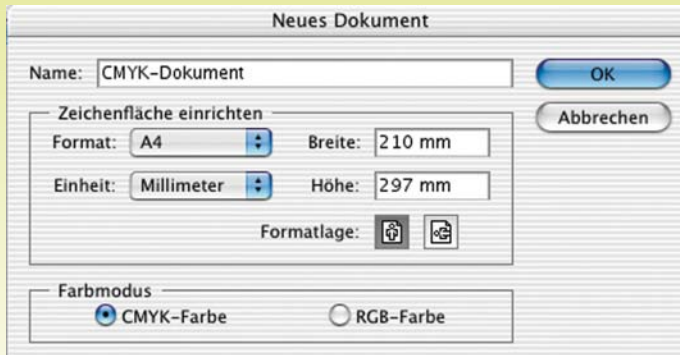 Neues Dokument
Name: CMYK-Dokument
OK
Zeichenfläche einrichten
Abbrechen
Format: A4 Breite: 210 mm
Einheit: Millimeter Höhe: 297 mm
Formatlage:
Farbmodus
CMYK-Farbe RGB-Farbe